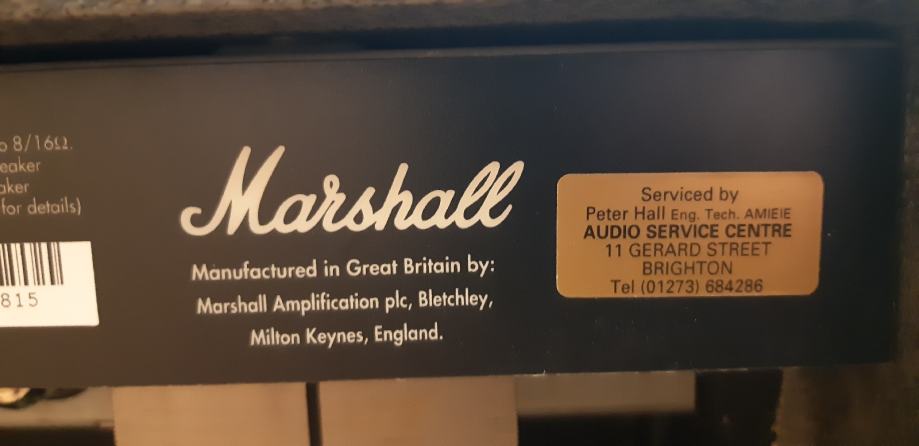 o 8/16Ω.
eaker
aker
for details)
815
Marshall
Manufactured in Great Britain by:
Marshall Amplification plc, Bletchley,
Milton Keynes, England.
Serviced by
Peter Hall Eng. Tech. AMIEIE
AUDIO SERVICE CENTRE
11 GERARD STREET
BRIGHTON
Tel (01273) 684286